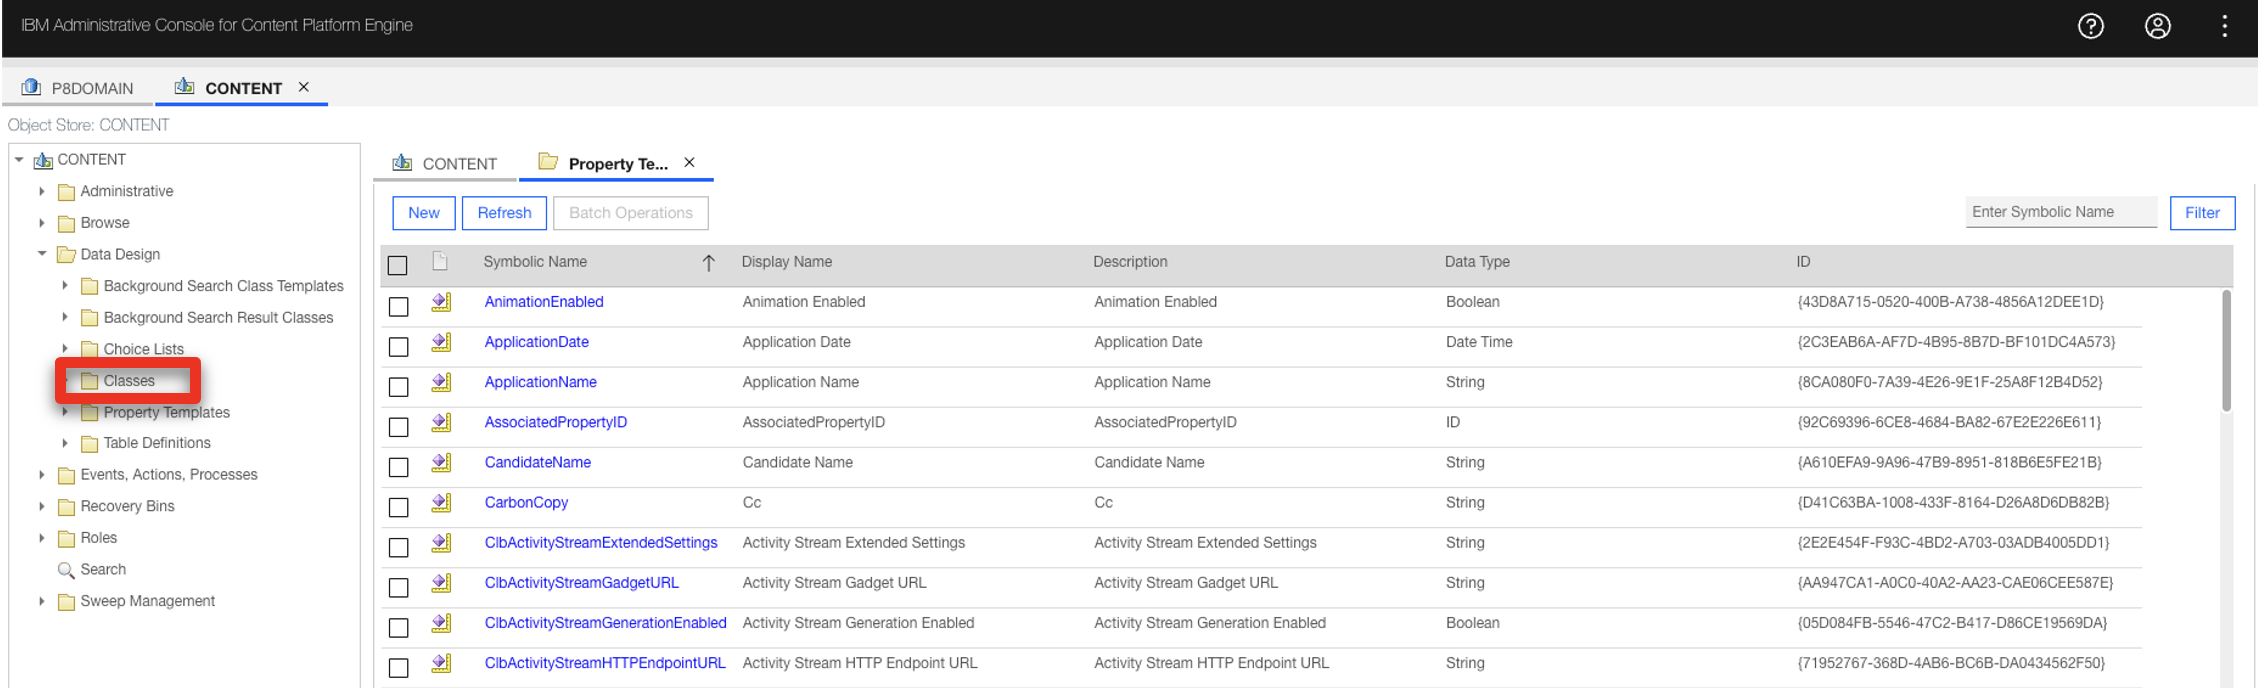 IBM Administrative Console for Content Platform Engine
P8DOMAIN CONTENT
Object Store: CONTENT
CONTENT
Administrative
Browse
Data Design
Background Search Class Templates
Background Search Result Classes
Choice Lists
Classes
Property Templates
Table Definitions
Events, Actions, Processes
Recovery Bins
Roles
Search
Sweep Management
CONTENT Property Te...
New Refresh Batch Operations Enter Symbolic Name Filter
Symbolic Name Display Name Description Data Type ID
AnimationEnabled Animation Enabled Animation Enabled Boolean {43D8A715-0520-400B-A738-4856A12DEE1D}
ApplicationDate Application Date Application Date Date Time {2C3EAB6A-AF7D-4B95-8B7D-BF101DC4A573}
ApplicationName Application Name Application Name String {8CA080F0-7A39-4E26-9E1F-25A8F12B4D52}
AssociatedPropertyID AssociatedPropertyID AssociatedPropertyID ID {92C69396-6CE8-4684-BA82-67E2E226E611}
CandidateName Candidate Name Candidate Name String {A610EFA9-9A96-47B9-8951-818B6E5FE21B}
CarbonCopy Cc Cc String {D41C63BA-1008-433F-8164-D26A8D6DB82B}
ClbActivityStreamExtendedSettings Activity Stream Extended Settings Activity Stream Extended Settings String {2E2E454F-F93C-4BD2-A703-03ADB4005DD1}
ClbActivityStreamGadgetURL Activity Stream Gadget URL Activity Stream Gadget URL String {AA947CA1-A0C0-40A2-AA23-CAE06CEE587E}
ClbActivityStreamGenerationEnabled Activity Stream Generation Enabled Activity Stream Generation Enabled Boolean {05D084FB-5546-47C2-B417-D86CE19569DA}
ClbActivityStreamHTTPEndpointURL Activity Stream HTTP Endpoint URL Activity Stream HTTP Endpoint URL String {71952767-368D-4AB6-BC6B-DA0434562F50}